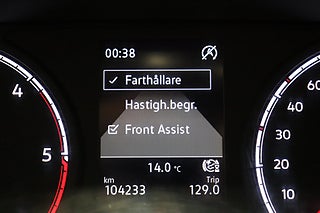 00:38
Farthållare
Hastigh.begr.
Front Assist
14.0 °C
km Trip
104233 129.0
4
5
60
30
20
10